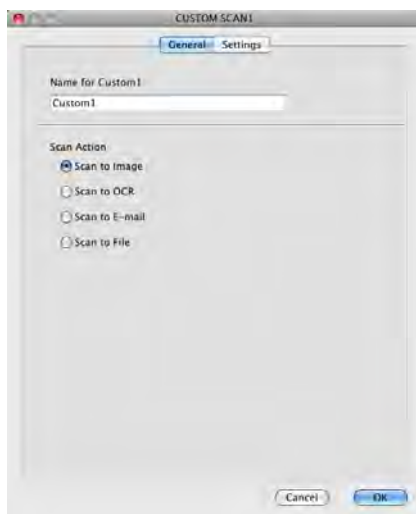 CUSTOM SCAN1
General Settings
Name for Custom1
Custom1
Scan Action
Scan to Image
Scan to OCR
Scan to E-mail
Scan to File
Cancel OK